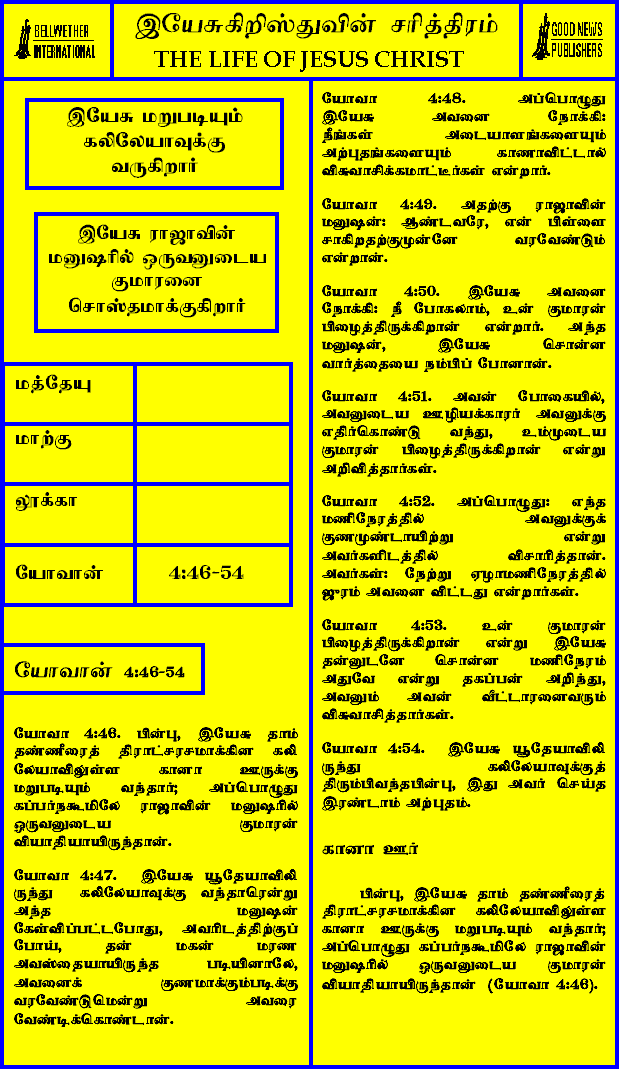 BELLWETHER
INTERNATIONAL
இயேசுகிறிஸ்துவின் சரித்திரம்
THE LIFE OF JESUS CHRIST
GOOD NEWS
PUBLISHERS
இயேசு மறுபடியும்
கலிலேயாவுக்கு
வருகிறார்
இயேசு ராஜாவின்
மனுஷரில் ஒருவனுடைய
குமாரனை
சொஸ்தமாக்குகிறார்
மத்தேயு
மாற்கு
லூக்கா
யோவான் 4:46-54
யோவான் 4:46-54
யோவா 4:46. பின்பு, இயேசு தாம்
தண்ணீரைத் திராட்சரசமாக்கின கலி
லேயாவிலுள்ள கானா ஊருக்கு
மறுபடியும் வந்தார்; அப்பொழுது
கப்பர்நகூமிலே ராஜாவின் மனுஷரில்
ஒருவனுடைய குமாரன்
வியாதியாயிருந்தான்.
யோவா 4:47. இயேசு யூதேயாவிலி
ருந்து கலிலேயாவுக்கு வந்தாரென்று
அந்த மனுஷன்
கேள்விப்பட்டபோது, அவரிடத்திற்குப்
போய், தன் மகன் மரண
அவஸ்தையாயிருந்த படியினாலே,
அவனைக் குணமாக்கும்படிக்கு
வரவேண்டுமென்று அவரை
வேண்டிக்கொண்டான்.
யோவா 4:48. அப்பொழுது
இயேசு அவனை நோக்கி:
நீங்கள் அடையாளங்களையும்
அற்புதங்களையும் காணாவிட்டால்
விசுவாசிக்கமாட்டீர்கள் என்றார்.
யோவா 4:49. அதற்கு ராஜாவின்
மனுஷன்: ஆண்டவரே, என் பிள்ளை
சாகிறதற்குமுன்னே வரவேண்டும்
என்றான்.
யோவா 4:50. இயேசு அவனை
நோக்கி: நீ போகலாம், உன் குமாரன்
பிழைத்திருக்கிறான் என்றார். அந்த
மனுஷன், இயேசு சொன்ன
வார்த்தையை நம்பிப் போனான்.
யோவா 4:51. அவன் போகையில்,
அவனுடைய ஊழியக்காரர் அவனுக்கு
எதிர்கொண்டு வந்து, உம்முடைய
குமாரன் பிழைத்திருக்கிறான் என்று
அறிவித்தார்கள்.
யோவா 4:52. அப்பொழுது: எந்த
மணிநேரத்தில் அவனுக்குக்
குணமுண்டாயிற்று என்று
அவர்களிடத்தில் விசாரித்தான்.
அவர்கள்: நேற்று ஏழாமணிநேரத்தில்
ஜுரம் அவனை விட்டது என்றார்கள்.
யோவா 4:53. உன் குமாரன்
பிழைத்திருக்கிறான் என்று இயேசு
தன்னுடனே சொன்ன மணிநேரம்
அதுவே என்று தகப்பன் அறிந்து,
அவனும் அவன் வீட்டாரனைவரும்
விசுவாசித்தார்கள்.
யோவா 4:54. இயேசு யூதேயாவிலி
ருந்து கலிலேயாவுக்குத்
திரும்பிவந்தபின்பு, இது அவர் செய்த
இரண்டாம் அற்புதம்.
கானா ஊர்
பின்பு, இயேசு தாம் தண்ணீரைத்
திராட்சரசமாக்கின கலிலேயாவிலுள்ள
கானா ஊருக்கு மறுபடியும் வந்தார்;
அப்பொழுது கப்பர்நகூமிலே ராஜாவின்
மனுஷரில் ஒருவனுடைய குமாரன்
வியாதியாயிருந்தான் (யோவா 4:46).